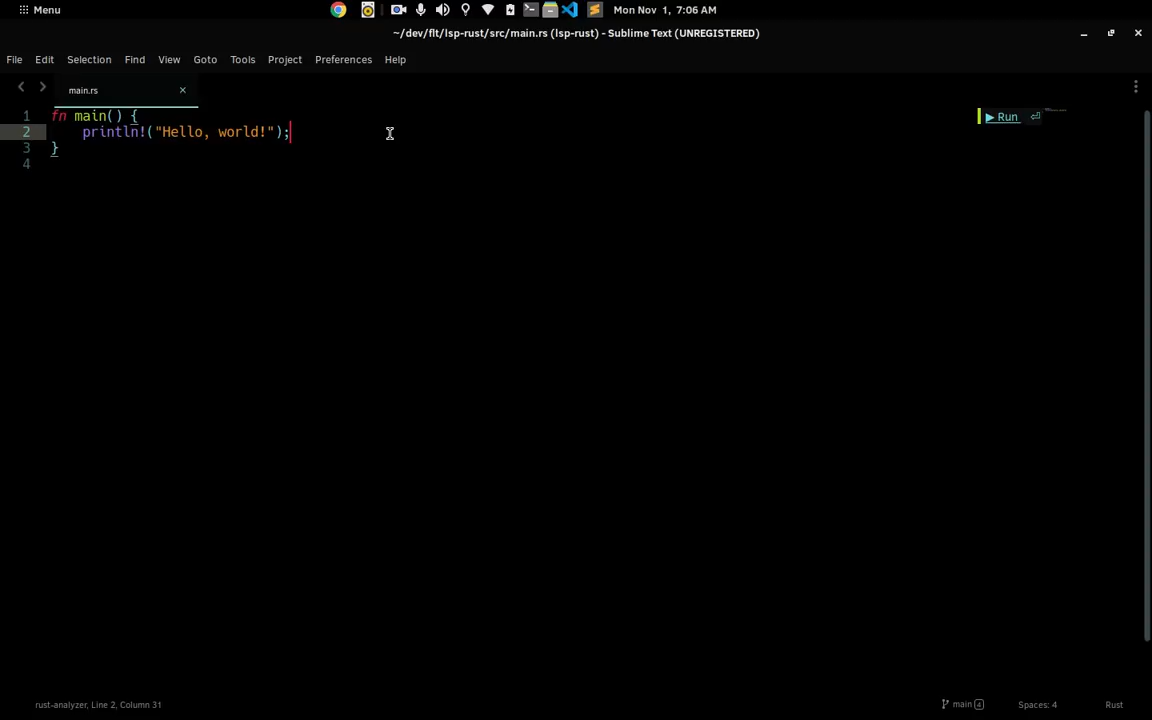 Menu
Mon Nov 1, 7:06 AM
~/dev/flt/lsp-rust/src/main.rs (lsp-rust) - Sublime Text (UNREGISTERED)
File Edit Selection Find View Goto Tools Project Preferences Help
main.rs
1 fn main() {
▶ Run
2     println!("Hello, world!");
3 }
4
rust-analyzer, Line 2, Column 31
main 4
Spaces: 4
Rust